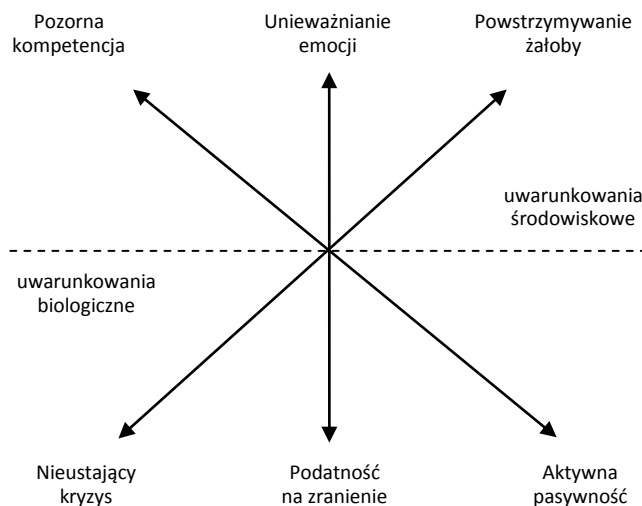 Pozorna
kompetencja
Unieważnianie
emocji
Powstrzymywanie
żałoby
uwarunkowania
środowiskowe
uwarunkowania
biologiczne
Nieustający
kryzys
Podatność
na zranienie
Aktywna
pasywność